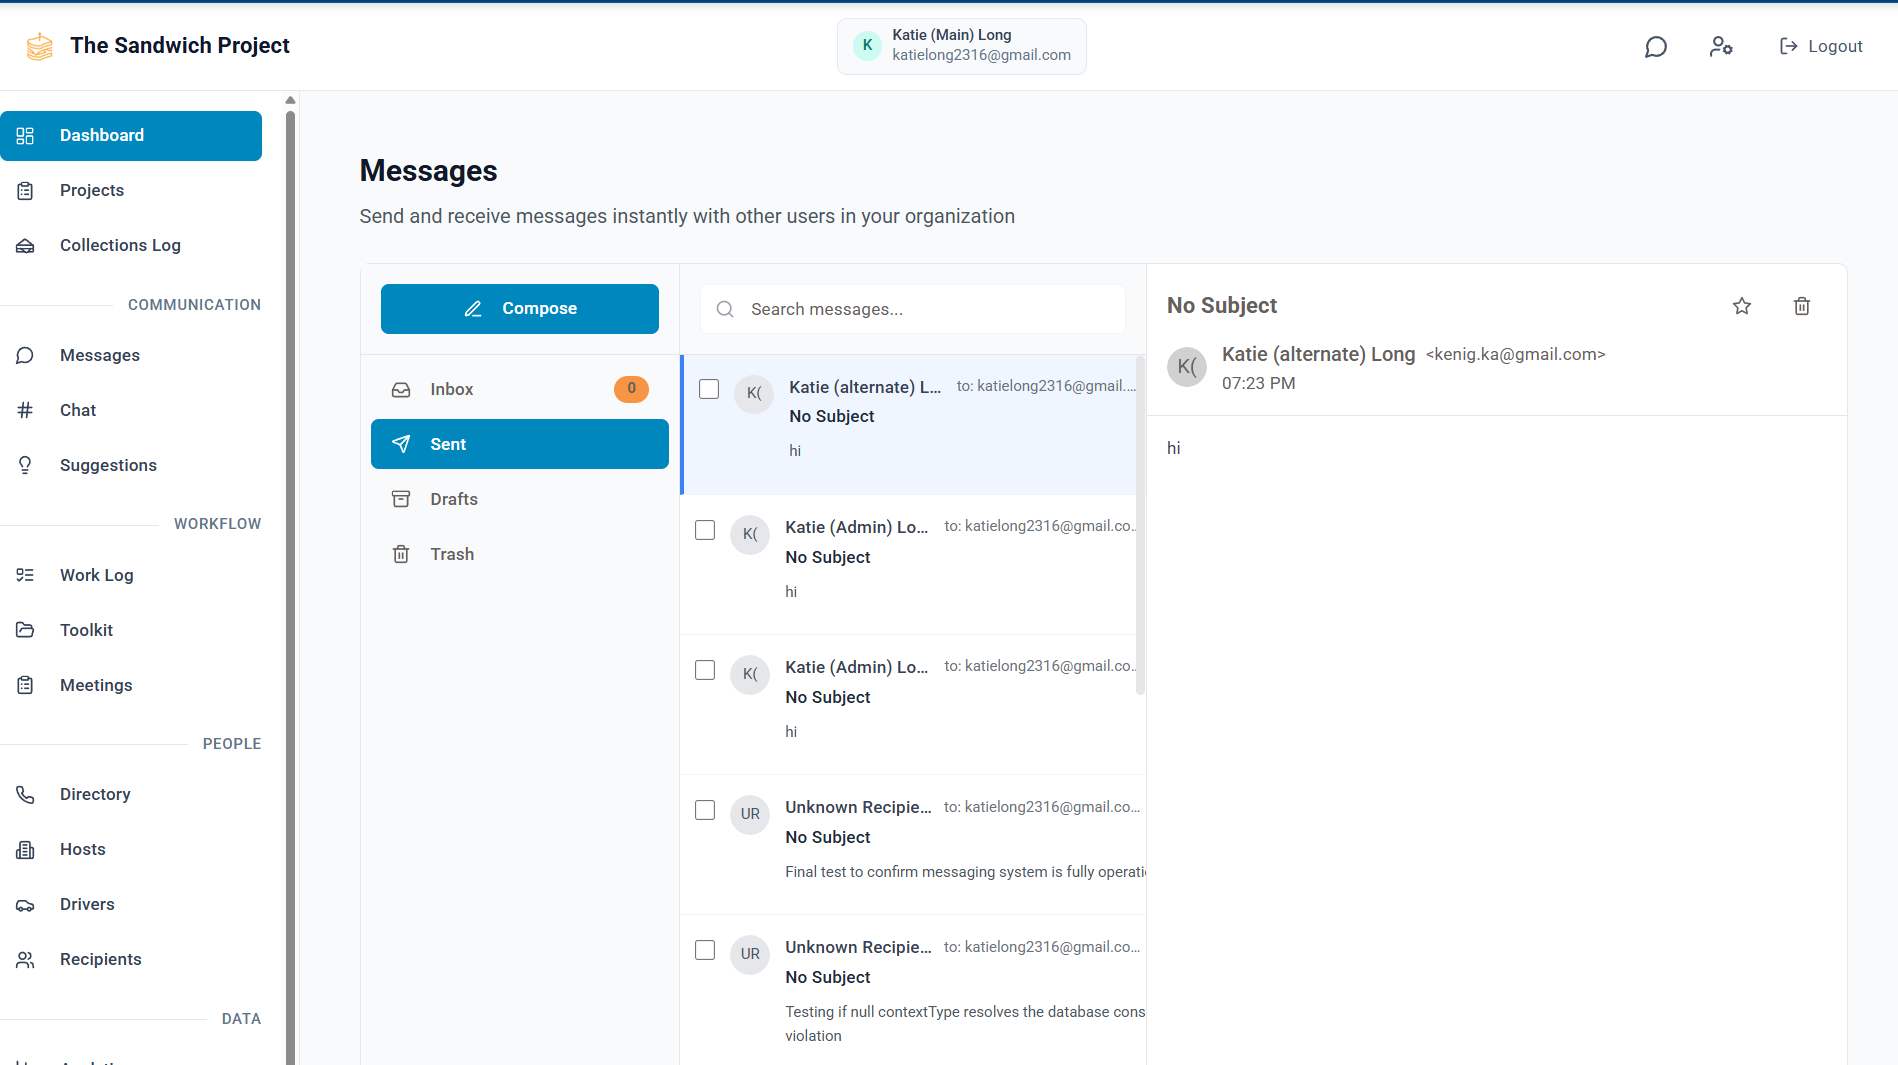 The Sandwich Project
K
Katie (Main) Long
katielong2316@gmail.com
Logout
Dashboard
Projects
Collections Log
COMMUNICATION
Messages
Chat
Suggestions
WORKFLOW
Work Log
Toolkit
Meetings
PEOPLE
Directory
Hosts
Drivers
Recipients
DATA
Messages
Send and receive messages instantly with other users in your organization
Compose
Inbox
0
Sent
Drafts
Trash
Search messages...
K(
Katie (alternate) L... to: katielong2316@gmail....
No Subject
hi
K(
Katie (Admin) Lo... to: katielong2316@gmail.co...
No Subject
hi
K(
Katie (Admin) Lo... to: katielong2316@gmail.co...
No Subject
hi
UR
Unknown Recipie... to: katielong2316@gmail.co...
No Subject
Final test to confirm messaging system is fully operati
UR
Unknown Recipie... to: katielong2316@gmail.co...
No Subject
Testing if null contextType resolves the database cons
violation
No Subject
K(
Katie (alternate) Long <kenig.ka@gmail.com>
07:23 PM
hi